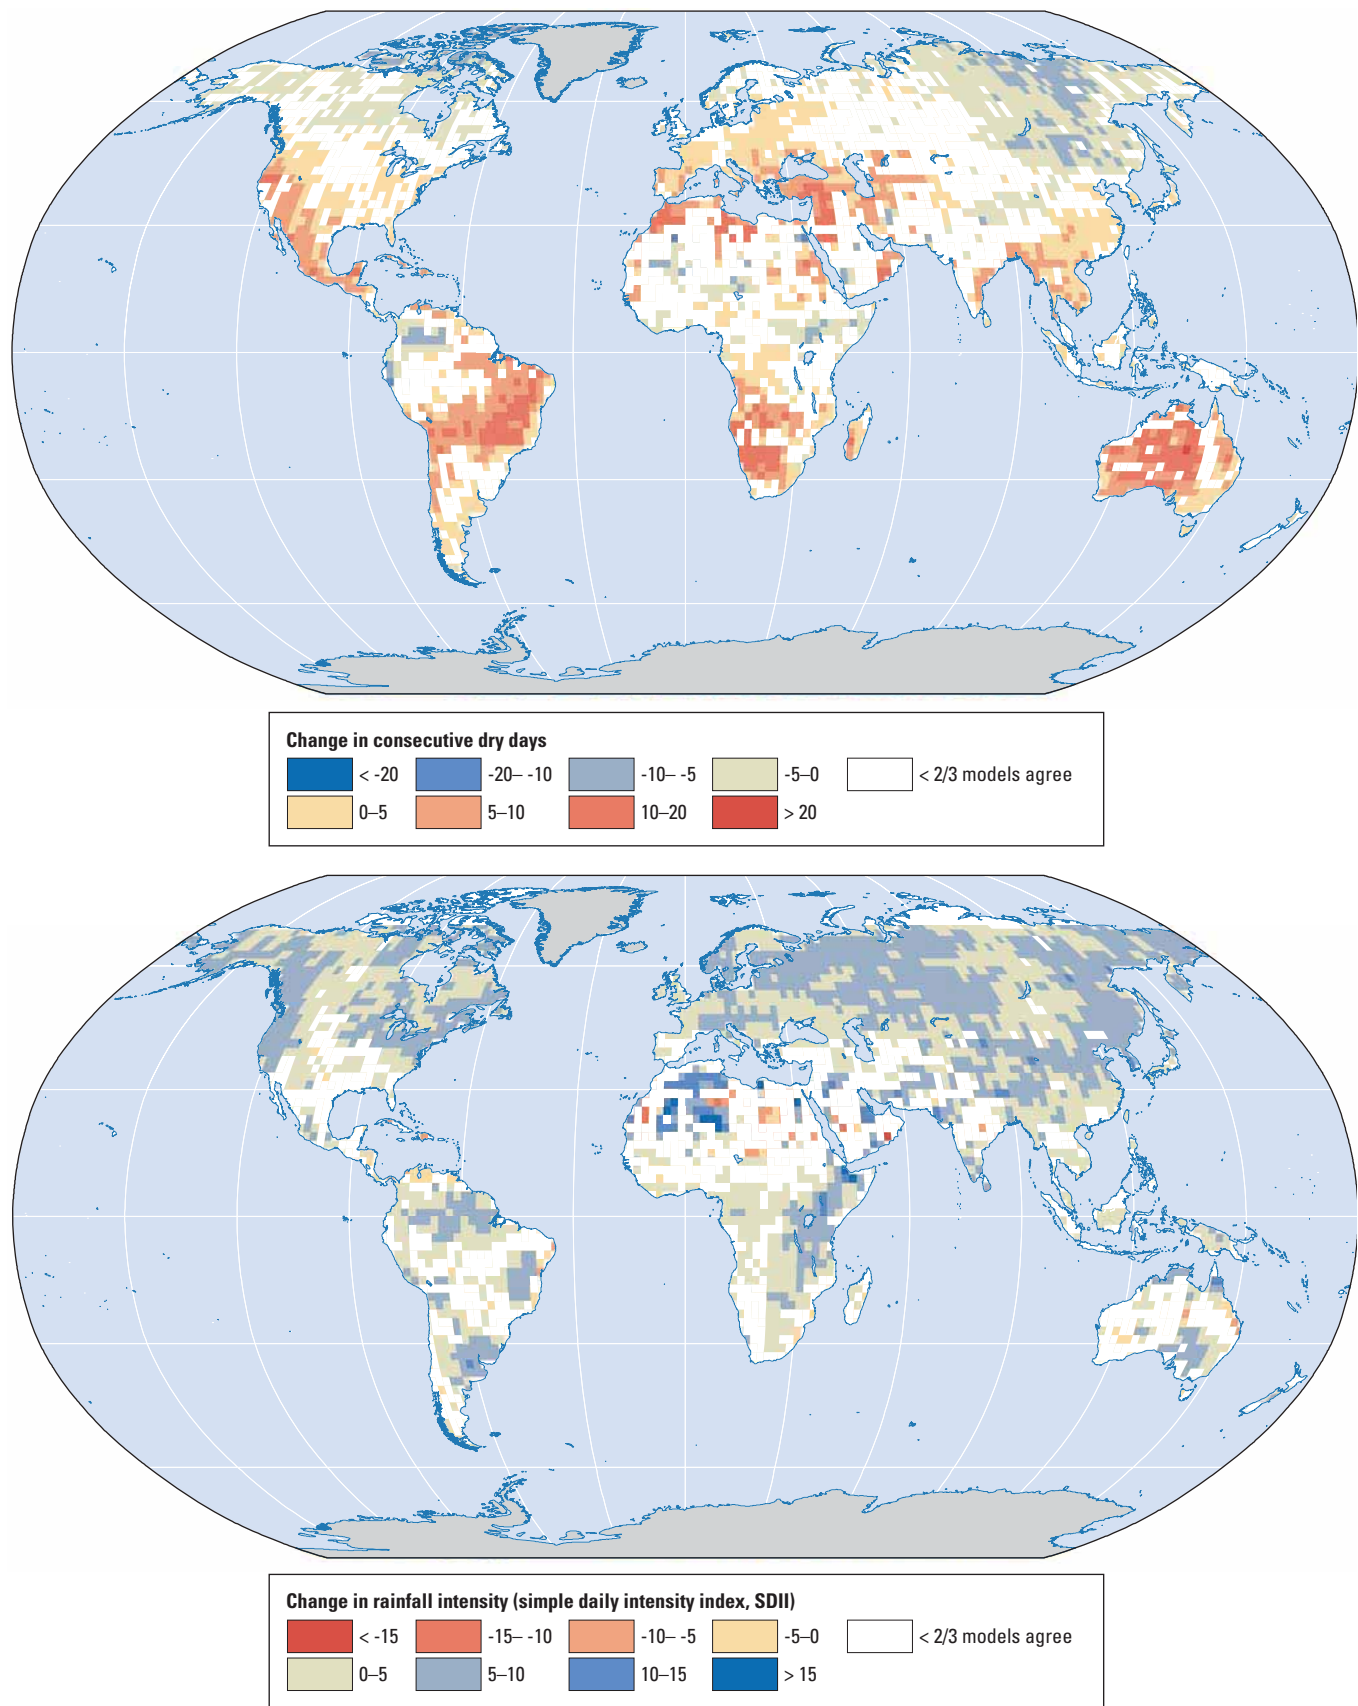 Change in consecutive dry days
< -20 -20– -10 -10– -5 -5–0 < 2/3 models agree
0–5 5–10 10–20 > 20
Change in rainfall intensity (simple daily intensity index, SDII)
< -15 -15– -10 -10– -5 -5–0 < 2/3 models agree
0–5 5–10 10–15 > 15